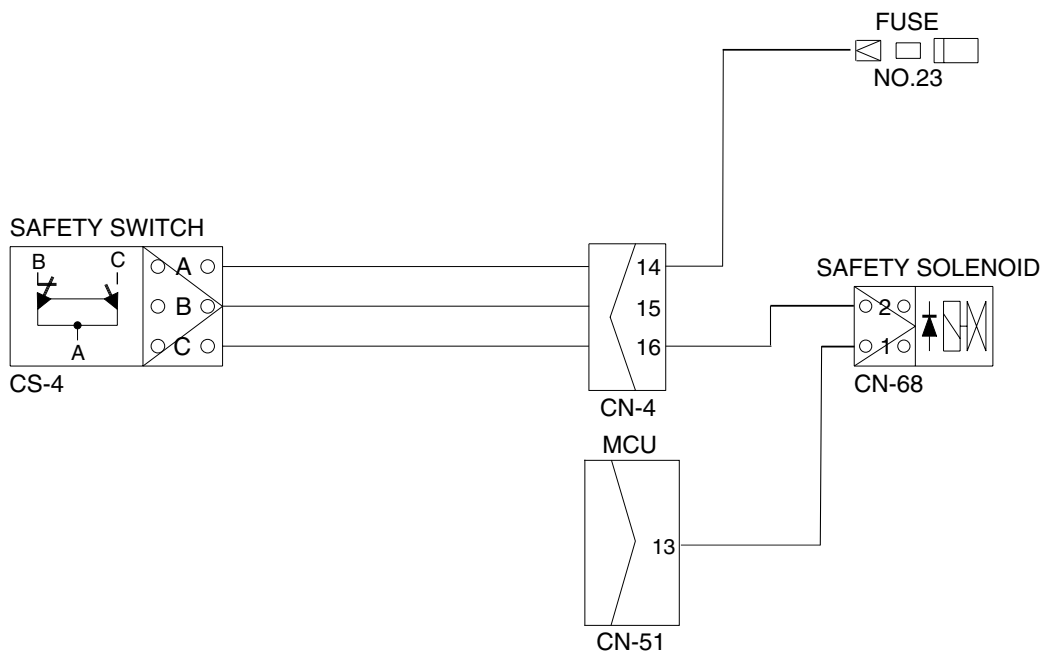 FUSE
NO.23
SAFETY SWITCH
B C
A
A
B
C
CS-4
14
15
16
CN-4
SAFETY SOLENOID
2
1
CN-68
MCU
13
CN-51